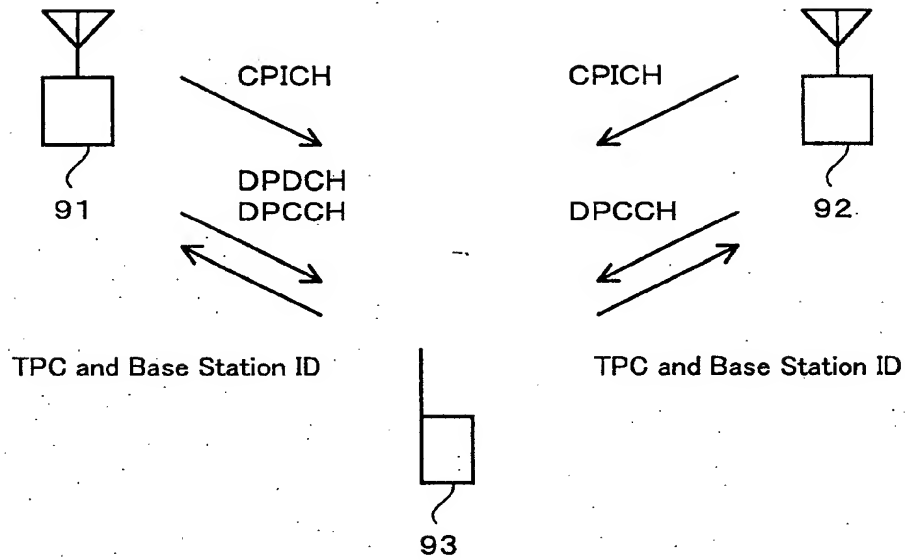 CPICH
CPICH
DPDCH
DPCCH
DPCCH
91
92
TPC and Base Station ID
TPC and Base Station ID
93